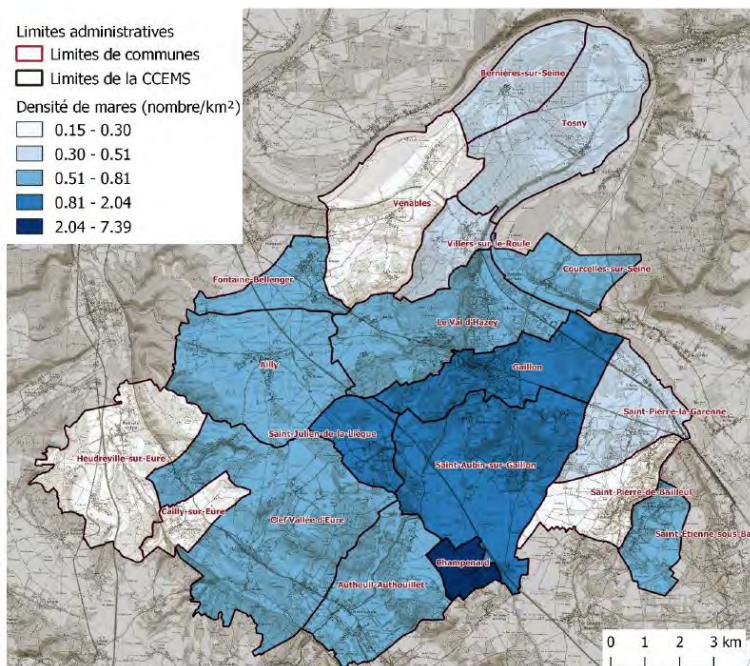 Limites administratives
Limites de communes
Limites de la CCEMS
Densité de mares (nombre/km²)
0.15 - 0.30
0.30 - 0.51
0.51 - 0.81
0.81 - 2.04
2.04 - 7.39
Bernières-sur-Seine
Tosny
Venables
Villers-sur-le-Roule
Courcelles-sur-Seine
Fontaine-Bellenger
Le Val d'Hazey
Ailly
Gaillon
Saint-Pierre-la-Garenne
Saint-Julien-de-la-Liègue
Heudreville-sur-Eure
Saint-Aubin-sur-Gaillon
Saint-Pierre-de-Bailleul
Cailly-sur-Eure
Clef Vallée d'Eure
Saint-Etienne-sous-Ba
Champenard
Autheuil-Authouillet
0 1 2 3 km